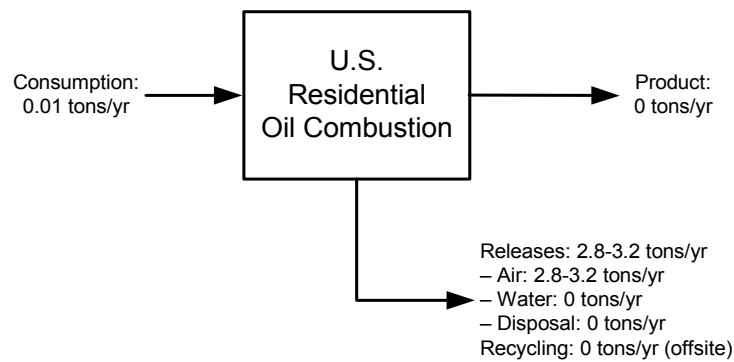 U.S.
Residential
Oil Combustion
Consumption:
0.01 tons/yr
Product:
0 tons/yr
Releases: 2.8-3.2 tons/yr
– Air: 2.8-3.2 tons/yr
– Water: 0 tons/yr
– Disposal: 0 tons/yr
Recycling: 0 tons/yr (offsite)